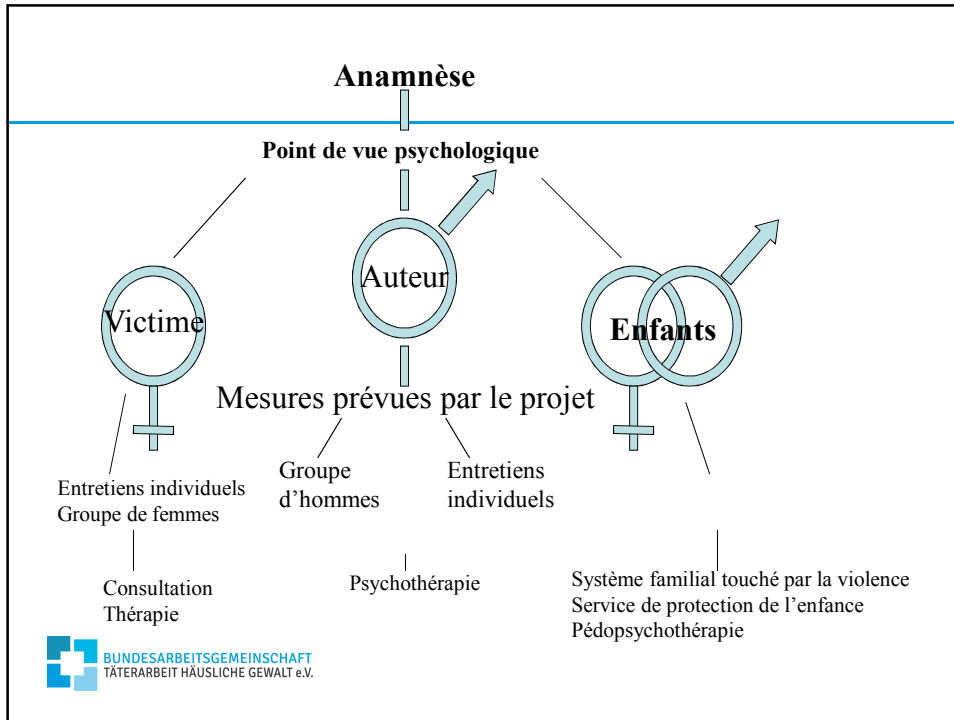 Anamnèse
Point de vue psychologique
Victime
Auteur
Enfants
Mesures prévues par le projet
Entretiens individuels
Groupe de femmes
Groupe
d’hommes
Entretiens
individuels
Consultation
Thérapie
Psychothérapie
Système familial touché par la violence
Service de protection de l’enfance
Pédopsychothérapie
BUNDESARBEITSGEMEINSCHAFT
TÄTERARBEIT HÄUSLICHE GEWALT e.V.